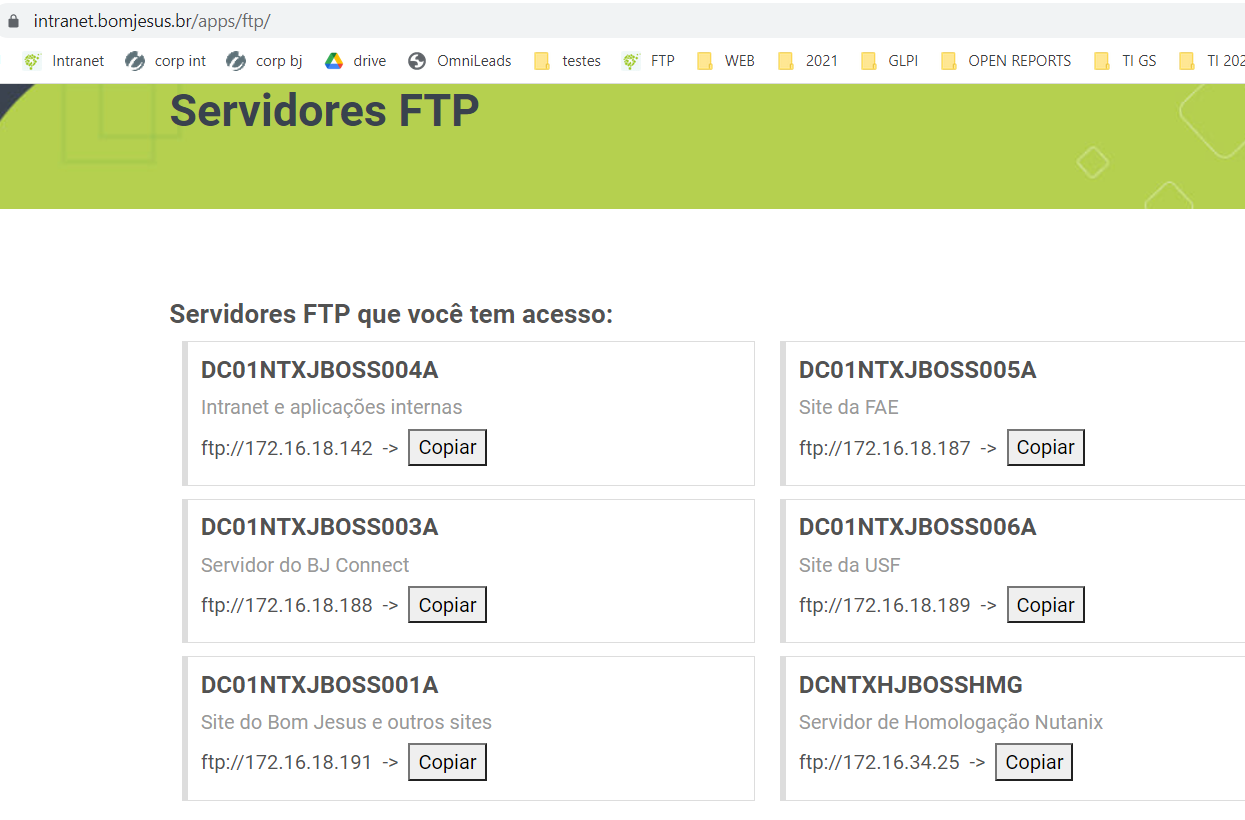 intranet.bomjesus.br/apps/ftp/
Intranet corp int corp bj drive OmniLeads testes FTP WEB 2021 GLPI OPEN REPORTS TI GS TI 202
Servidores FTP
Servidores FTP que você tem acesso:
DC01NTXJBOSS004A
Intranet e aplicações internas
ftp://172.16.18.142 -> Copiar
DC01NTXJBOSS005A
Site da FAE
ftp://172.16.18.187 -> Copiar
DC01NTXJBOSS003A
Servidor do BJ Connect
ftp://172.16.18.188 -> Copiar
DC01NTXJBOSS006A
Site da USF
ftp://172.16.18.189 -> Copiar
DC01NTXJBOSS001A
Site do Bom Jesus e outros sites
ftp://172.16.18.191 -> Copiar
DCNTXHJBOSSHMG
Servidor de Homologação Nutanix
ftp://172.16.34.25 -> Copiar